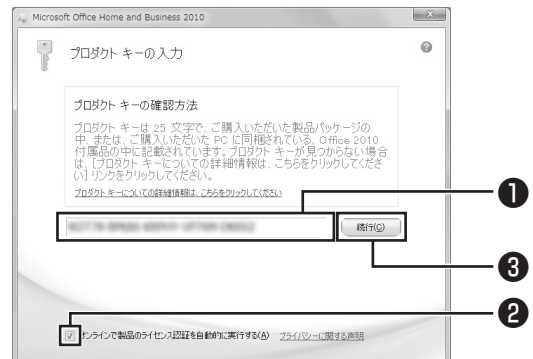 Microsoft Office Home and Business 2010
プロダクト キーの入力
プロダクト キーの確認方法
プロダクト キーは 25 文字で、ご購入いただいた製品パッケージの
中、または、ご購入いただいた PC に同梱されている、Office 2010
付属品の中に記載されています。プロダクト キーが見つからない場合
は、[プロダクト キーについての詳細情報は、こちらをクリックしてくださ
い] リンクをクリックしてください。
プロダクト キーについての詳細情報は、こちらをクリックしてください
❶
続行(C)
❸
❷
オンラインで製品のライセンス認証を自動的に実行する(A) プライバシーに関する声明